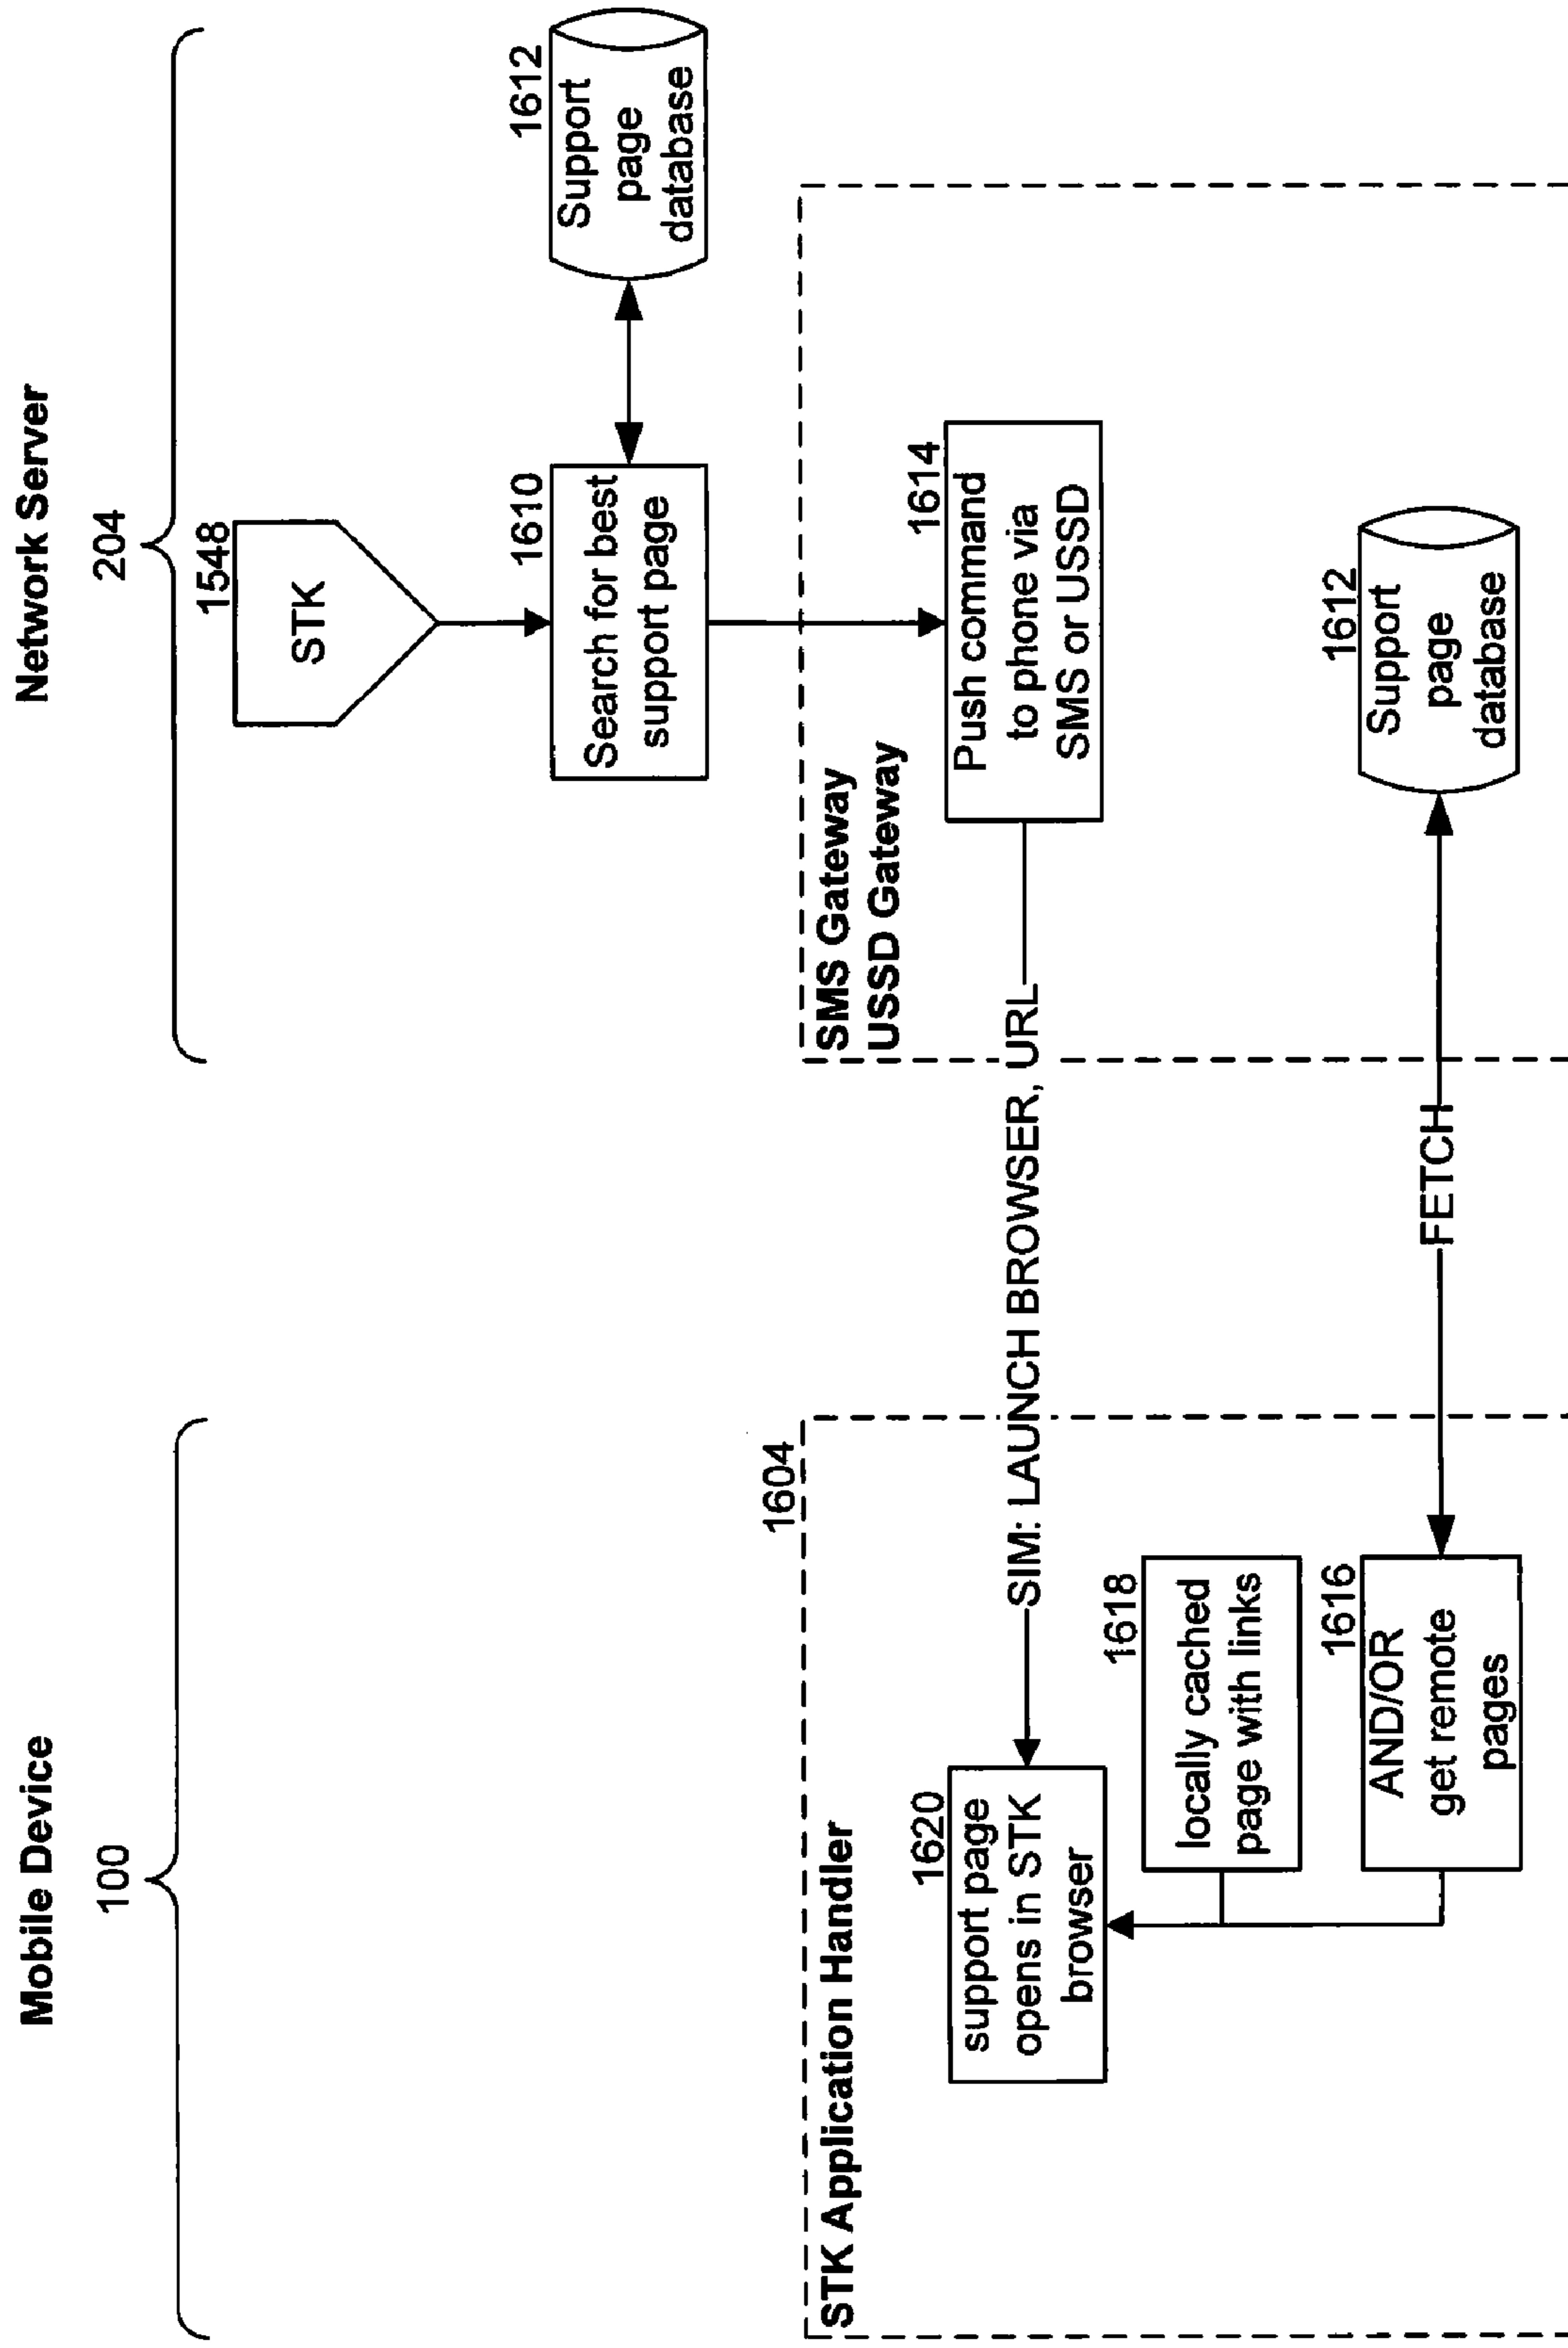 Mobile Device
100
Network Server
204
1548
STK
1610
Search for best
support page
1612
Support
page
database
1604
STK Application Handler
SMS Gateway
USSD Gateway
1614
Push command
to phone via
SMS or USSD
SIM: LAUNCH BROWSER, URL
1620
support page
opens in STK
browser
1618
locally cached
page with links
1616
AND/OR
get remote
pages
FETCH
1612
Support
page
database